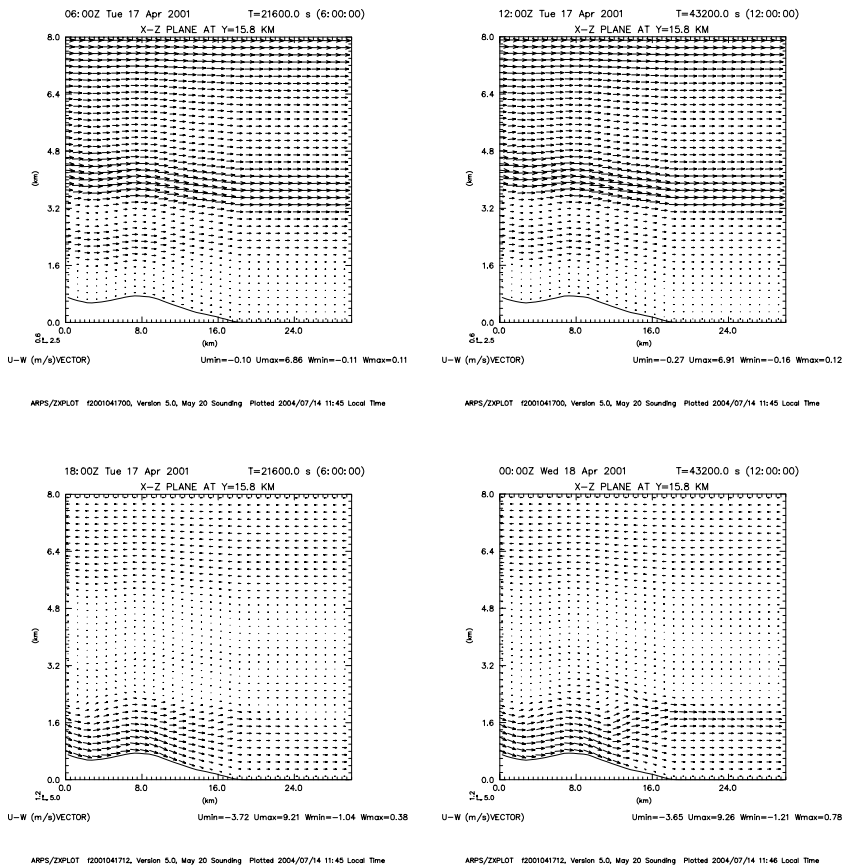 06:00Z Tue 17 Apr 2001 T=21600.0 s (6:00:00)
X-Z PLANE AT Y=15.8 KM
8.0
6.4
4.8
(km)
3.2
1.6
0.0
0.0 8.0 16.0 24.0
(km)
0.6
2.5
U-W (m/s)VECTOR) Umin=-0.10 Umax=6.86 Wmin=-0.11 Wmax=0.11
ARPS/ZXPLOT f2001041700, Version 5.0, May 20 Sounding Plotted 2004/07/14 11:45 Local Time
12:00Z Tue 17 Apr 2001 T=43200.0 s (12:00:00)
X-Z PLANE AT Y=15.8 KM
8.0
6.4
4.8
(km)
3.2
1.6
0.0
0.0 8.0 16.0 24.0
(km)
0.6
2.5
U-W (m/s)VECTOR) Umin=-0.27 Umax=6.91 Wmin=-0.16 Wmax=0.12
ARPS/ZXPLOT f2001041700, Version 5.0, May 20 Sounding Plotted 2004/07/14 11:45 Local Time
18:00Z Tue 17 Apr 2001 T=21600.0 s (6:00:00)
X-Z PLANE AT Y=15.8 KM
8.0
6.4
4.8
(km)
3.2
1.6
0.0
0.0 8.0 16.0 24.0
(km)
1.2
5.0
U-W (m/s)VECTOR) Umin=-3.72 Umax=9.21 Wmin=-1.04 Wmax=0.38
ARPS/ZXPLOT f2001041712, Version 5.0, May 20 Sounding Plotted 2004/07/14 11:45 Local Time
00:00Z Wed 18 Apr 2001 T=43200.0 s (12:00:00)
X-Z PLANE AT Y=15.8 KM
8.0
6.4
4.8
(km)
3.2
1.6
0.0
0.0 8.0 16.0 24.0
(km)
1.2
5.0
U-W (m/s)VECTOR) Umin=-3.65 Umax=9.26 Wmin=-1.21 Wmax=0.78
ARPS/ZXPLOT f2001041712, Version 5.0, May 20 Sounding Plotted 2004/07/14 11:46 Local Time